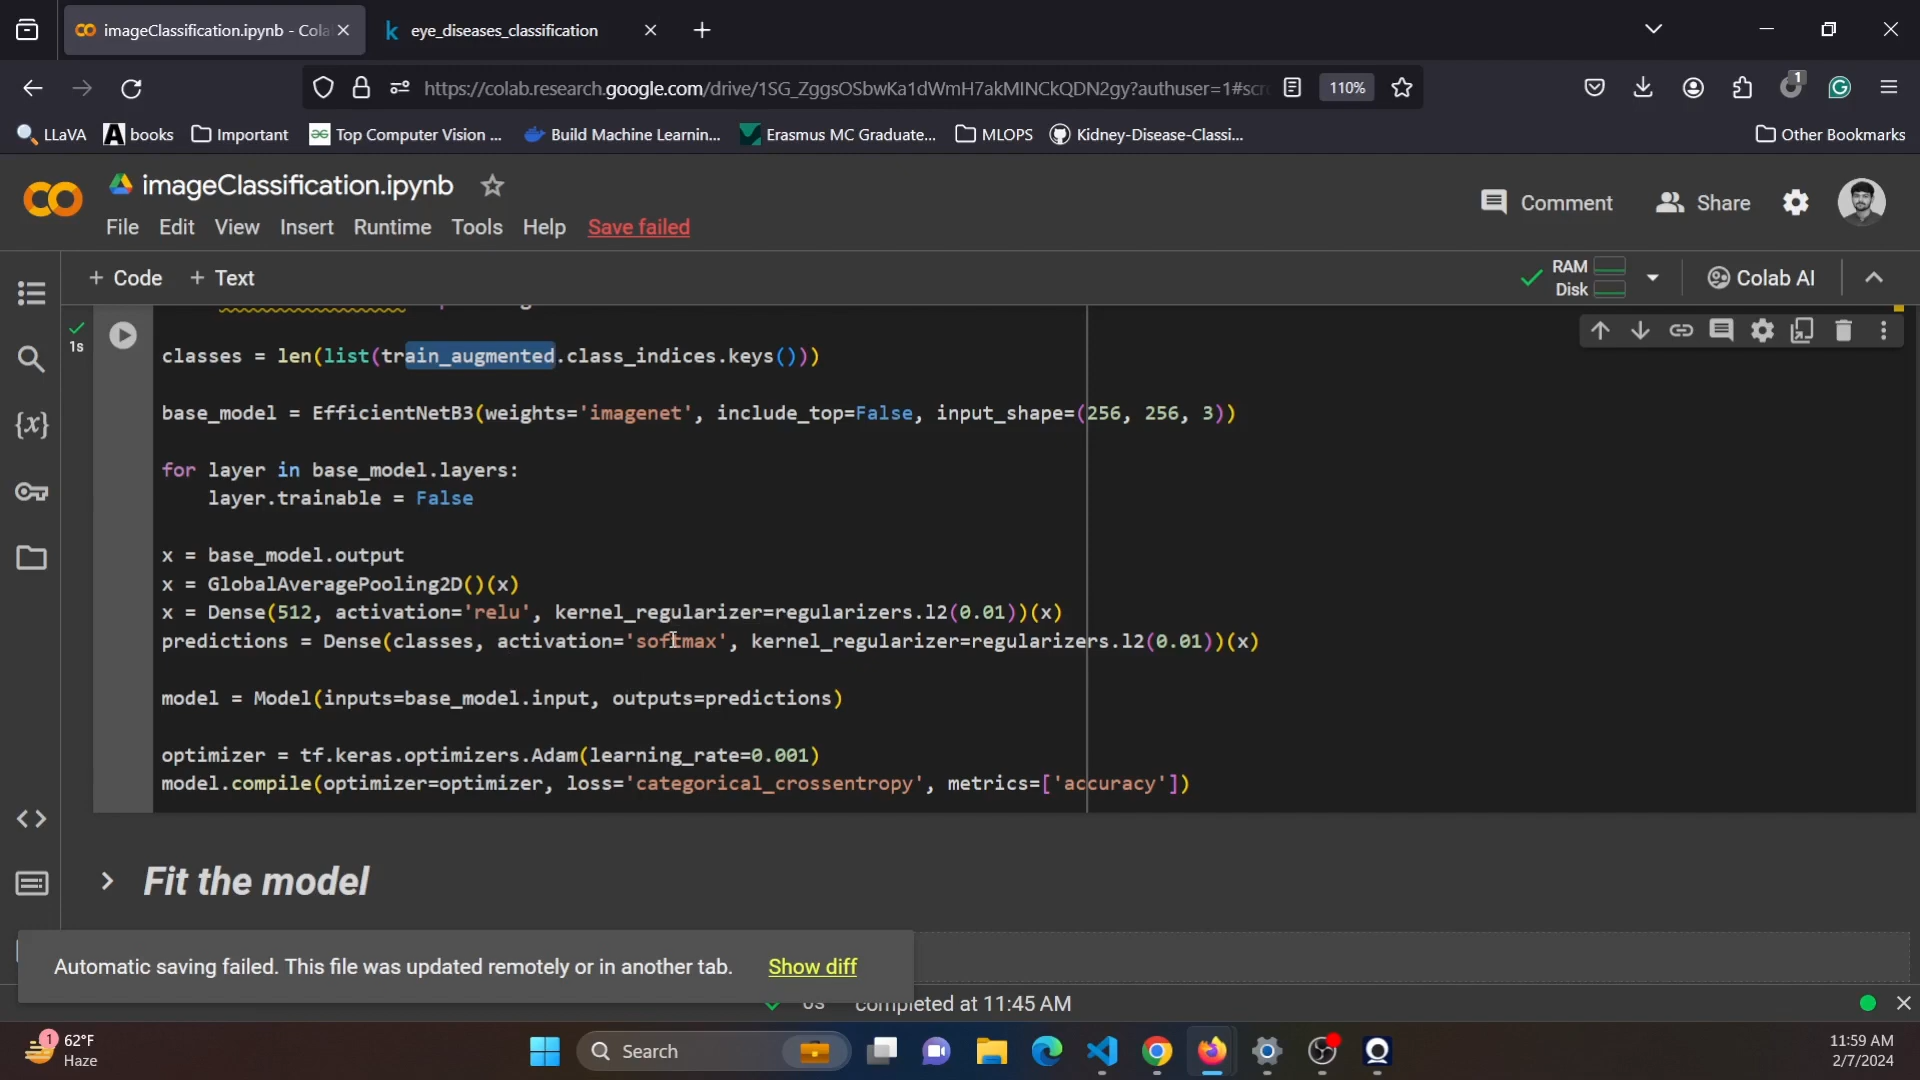 imageClassification.ipynb - Cola
eye_diseases_classification
https://colab.research.google.com/drive/1SG_ZggsOSbwKa1dWmH7akMINCkQDN2gy?authuser=1#scro
110%
1
LLaVA
books
Important
Top Computer Vision ...
Build Machine Learnin...
Erasmus MC Graduate...
MLOPS
Kidney-Disease-Classi...
Other Bookmarks
imageClassification.ipynb
Comment
Share
File Edit View Insert Runtime Tools Help Save failed
+ Code + Text
RAM
Disk
Colab AI
1s
classes = len(list(train_augmented.class_indices.keys()))
base_model = EfficientNetB3(weights='imagenet', include_top=False, input_shape=(256, 256, 3))
for layer in base_model.layers:
layer.trainable = False
x = base_model.output
x = GlobalAveragePooling2D()(x)
x = Dense(512, activation='relu', kernel_regularizer=regularizers.l2(0.01))(x)
predictions = Dense(classes, activation='softmax', kernel_regularizer=regularizers.l2(0.01))(x)
model = Model(inputs=base_model.input, outputs=predictions)
optimizer = tf.keras.optimizers.Adam(learning_rate=0.001)
model.compile(optimizer=optimizer, loss='categorical_crossentropy', metrics=['accuracy'])
{x}
Fit the model
Automatic saving failed. This file was updated remotely or in another tab. Show diff
0s completed at 11:45 AM
1
62°F
Haze
Search
11:59 AM
2/7/2024